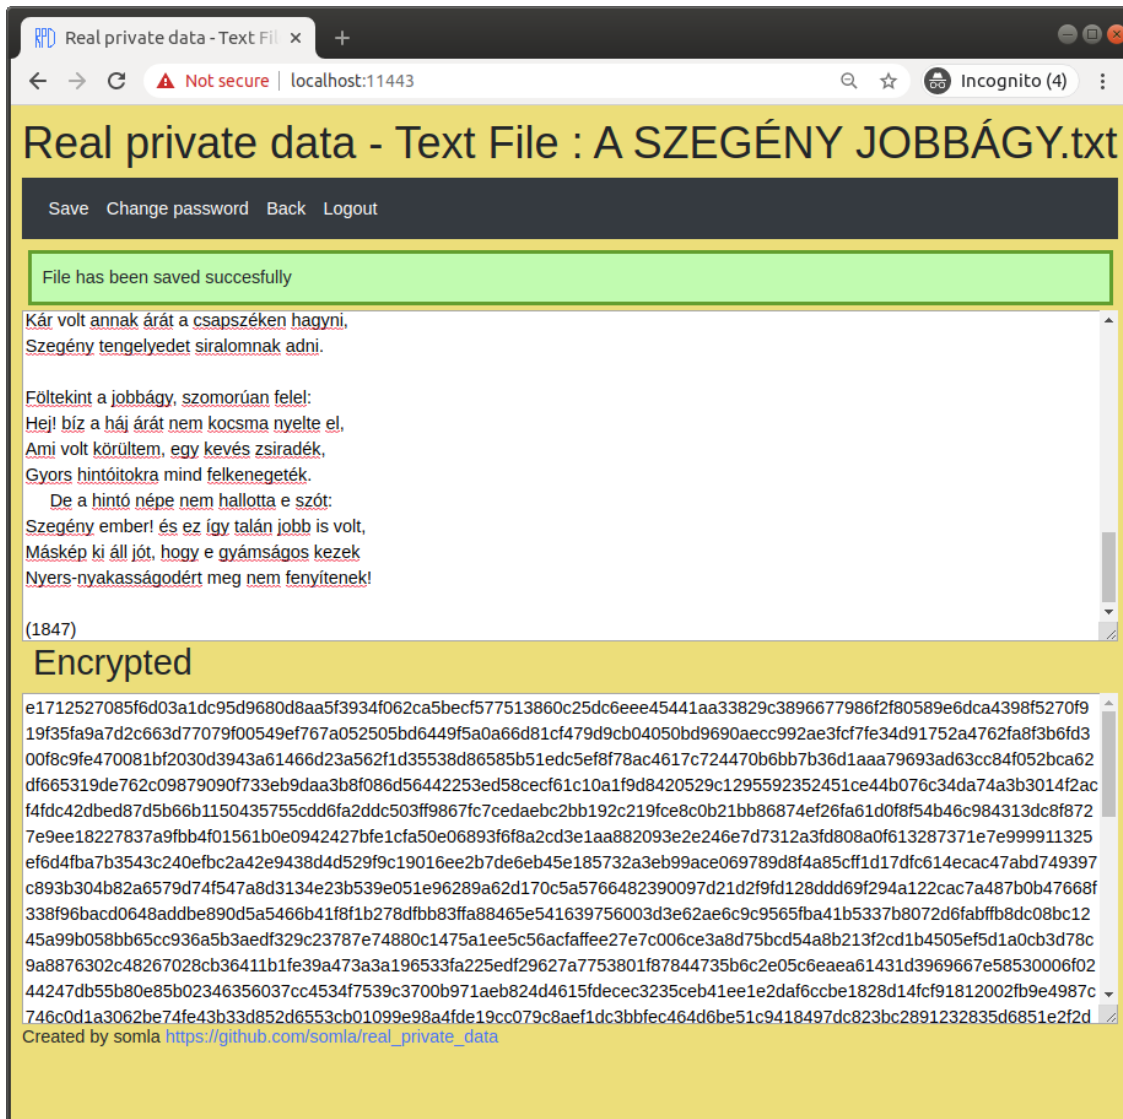 RPD Real private data - Text Fil
Not secure | localhost:11443 Incognito (4)
Real private data - Text File : A SZEGÉNY JOBBÁGY.txt
Save Change password Back Logout
File has been saved succesfully
Kár volt annak árát a csapszéken hagyni,
Szegény tengelyedet siralomnak adni.
Föltekint a jobbágy, szomorúan felel:
Hej! bíz a háj árát nem kocsma nyelte el,
Ami volt körültem, egy kevés zsiradék,
Gyors hintóitokra mind felkenegeték.
De a hintó népe nem hallotta e szót:
Szegény ember! és ez így talán jobb is volt,
Máskép ki áll jót, hogy e gyámságos kezek
Nyers-nyakasságodért meg nem fenyítenek!
(1847)
Encrypted
e1712527085f6d03a1dc95d9680d8aa5f3934f062ca5becf577513860c25dc6eee45441aa33829c3896677986f2f80589e6dca4398f5270f9
19f35fa9a7d2c663d77079f00549ef767a052505bd6449f5a0a66d81cf479d9cb04050bd9690aecc992ae3fcf7fe34d91752a4762fa8f3b6fd3
00f8c9fe470081bf2030d3943a61466d23a562f1d35538d86585b51edc5ef8f78ac4617c724470b6bb7b36d1aaa79693ad63cc84f052bca62
df665319de762c09879090f733eb9daa3b8f086d56442253ed58cecf61c10a1f9d8420529c1295592352451ce44b076c34da74a3b3014f2ac
f4fdc42dbed87d5b66b1150435755cdd6fa2ddc503ff9867fc7cedaebc2bb192c219fce8c0b21bb86874ef26fa61d0f8f54b46c984313dc8f872
7e9ee18227837a9fbb4f01561b0e0942427bfe1cfa50e06893f6f8a2cd3e1aa882093e2e246e7d7312a3fd808a0f613287371e7e999911325
ef6d4fba7b3543c240efbc2a42e9438d4d529f9c19016ee2b7de6eb45e185732a3eb99ace069789d8f4a85cff1d17dfc614ecac47abd749397
c893b304b82a6579d74f547a8d3134e23b539e051e96289a62d170c5a5766482390097d21d2f9fd128ddd69f294a122cac7a487b0b47668f
338f96bacd0648addbe890d5a5466b41f8f1b278dfbb83ffa88465e541639756003d3e62ae6c9c9565fba41b5337b8072d6fabffb8dc08bc12
45a99b058bb65cc936a5b3aedf329c23787e74880c1475a1ee5c56acfaffee27e7c006ce3a8d75bcd54a8b213f2cd1b4505ef5d1a0cb3d78c
9a8876302c48267028cb36411b1fe39a473a3a196533fa225edf29627a7753801f87844735b6c2e05c6eaea61431d3969667e58530006f02
44247db55b80e85b02346356037cc4534f7539c3700b971aeb824d4615fdecec3235ceb41ee1e2daf6ccbe1828d14fcf91812002fb9e4987c
746c0d1a3062be74fe43b33d852d6553cb01099e98a4fde19cc079c8aef1dc3bbfec464d6be51c9418497dc823bc2891232835d6851e2f2d
Created by somla https://github.com/somla/real_private_data